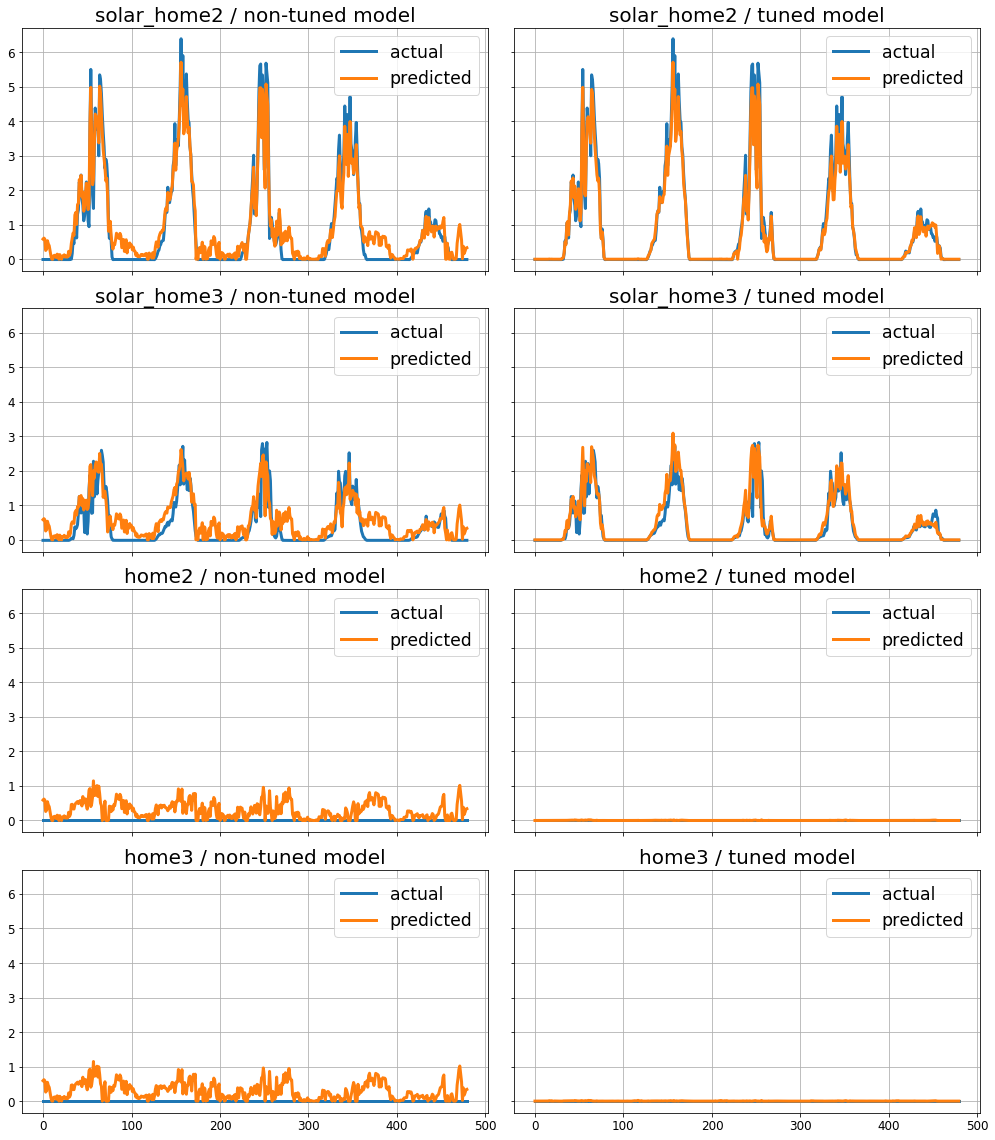 solar_home2 / non-tuned model
6
5
4
3
2
1
0
actual
predicted
solar_home2 / tuned model
actual
predicted
solar_home3 / non-tuned model
6
5
4
3
2
1
0
actual
predicted
solar_home3 / tuned model
actual
predicted
home2 / non-tuned model
6
5
4
3
2
1
0
actual
predicted
home2 / tuned model
actual
predicted
home3 / non-tuned model
6
5
4
3
2
1
0
actual
predicted
0 100 200 300 400 500
home3 / tuned model
actual
predicted
0 100 200 300 400 500